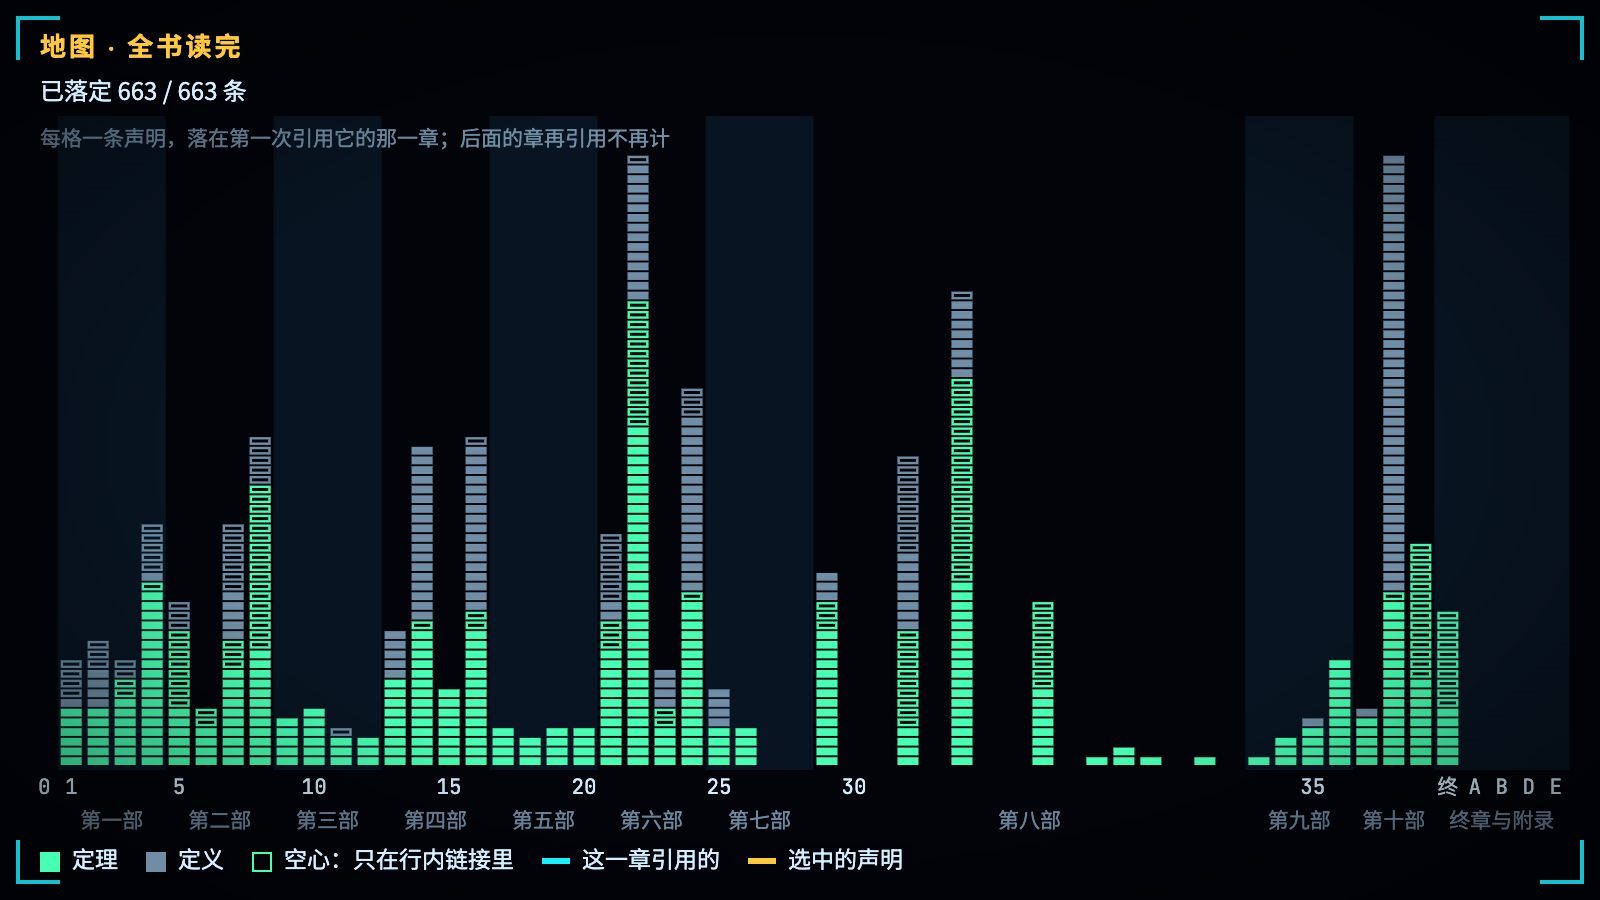 地图 · 全书读完
已落定 663 / 663 条
每格一条声明，落在第一次引用它的那一章；后面的章再引用不再计
0 1 5 10 15 20 25 30 35 终 A B D E
第一部 第二部 第三部 第四部 第五部 第六部 第七部 第八部 第九部 第十部 终章与附录
定理 定义 空心：只在行内链接里 这一章引用的 选中的声明